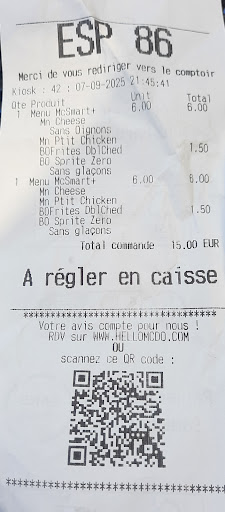 ESP 86
Merci de vous rediriger vers le comptoir
Kiosk : 42 : 07-09-2025 21:45:41
Qte Produit Unit Total
1 Menu McSmart+ 6.00 6.00
Mn Cheese
Sans Oignons
Mn Ptit Chicken
BOFrites DblChed 1.50
BO Sprite Zero
Sans glaçons
1 Menu McSmart+ 6.00 6.00
Mn Cheese
Mn Ptit Chicken
BOFrites DblChed 1.50
BO Sprite Zero
Sans glaçons
Total commande 15.00 EUR
A régler en caisse
****************************************
Votre avis compte pour nous !
RDV sur WWW.HELLOMCDO.COM
OU
scannez ce QR code :
****************************************